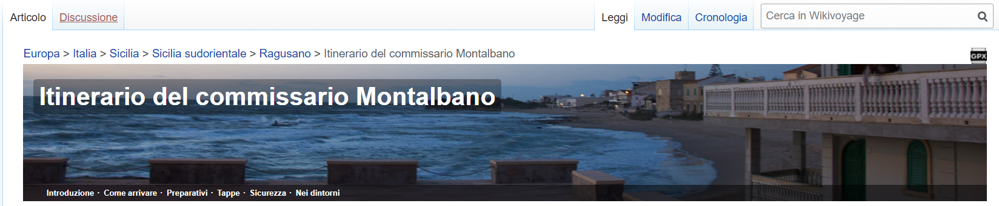 Articolo Discussione Leggi Modifica Cronologia Cerca in Wikivoyage
Europa > Italia > Sicilia > Sicilia sudorientale > Ragusano > Itinerario del commissario Montalbano
GPX
Itinerario del commissario Montalbano
Introduzione · Come arrivare · Preparativi · Tappe · Sicurezza · Nei dintorni